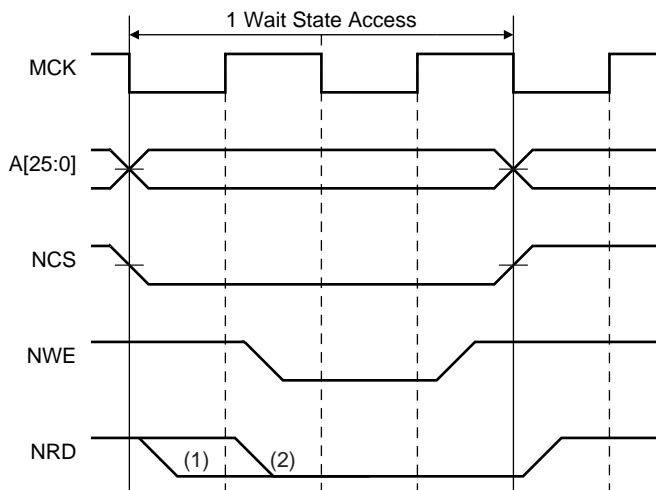 1 Wait State Access
MCK
A[25:0]
NCS
NWE
NRD
(1)
(2)